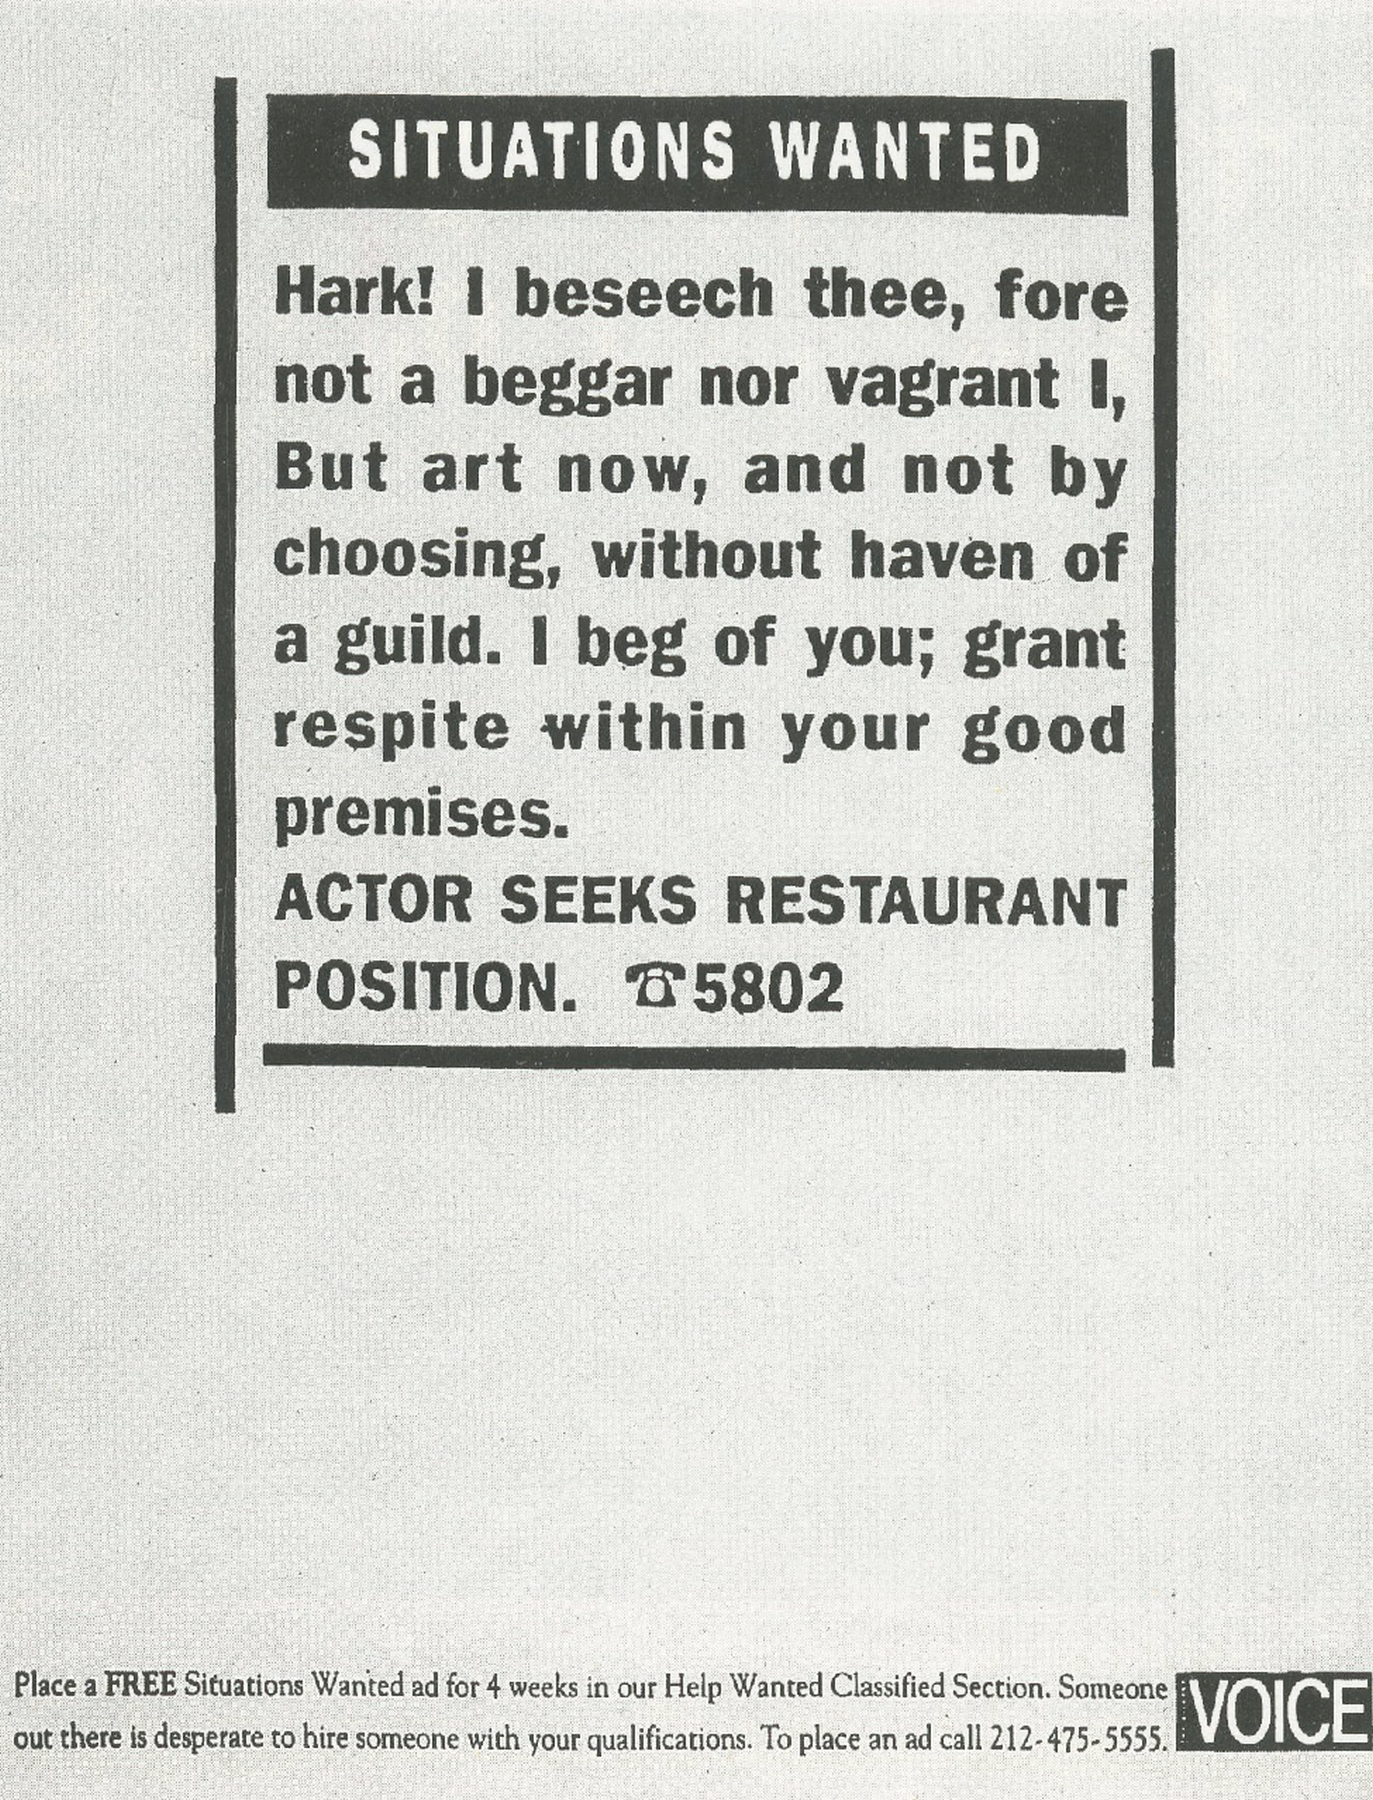 SITUATIONS WANTED
Hark! I beseech thee, fore
not a beggar nor vagrant I,
But art now, and not by
choosing, without haven of
a guild. I beg of you; grant
respite within your good
premises.
ACTOR SEEKS RESTAURANT
POSITION. ☎5802
Place a FREE Situations Wanted ad for 4 weeks in our Help Wanted Classified Section. Someone
out there is desperate to hire someone with your qualifications. To place an ad call 212-475-5555.
VOICE